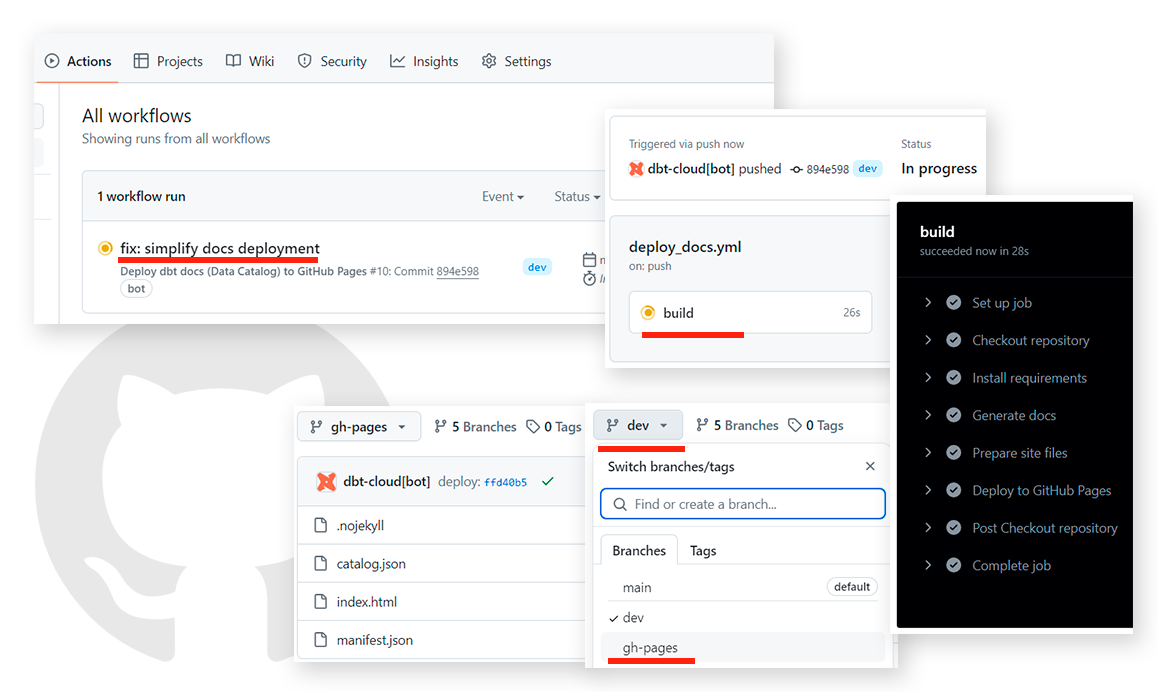 Actions Projects Wiki Security Insights Settings
All workflows
Showing runs from all workflows
1 workflow run Event Status
fix: simplify docs deployment
Deploy dbt docs (Data Catalog) to GitHub Pages #10: Commit 894e598
dev
bot
Triggered via push now Status
dbt-cloud[bot] pushed 894e598 dev In progress
deploy_docs.yml
on: push
build 26s
build
succeeded now in 28s
Set up job
Checkout repository
Install requirements
Generate docs
Prepare site files
Deploy to GitHub Pages
Post Checkout repository
Complete job
gh-pages 5 Branches 0 Tags
dbt-cloud[bot] deploy: ffd40b5
.nojekyll
catalog.json
index.html
manifest.json
dev 5 Branches 0 Tags
Switch branches/tags
Find or create a branch...
Branches Tags
main default
dev
gh-pages